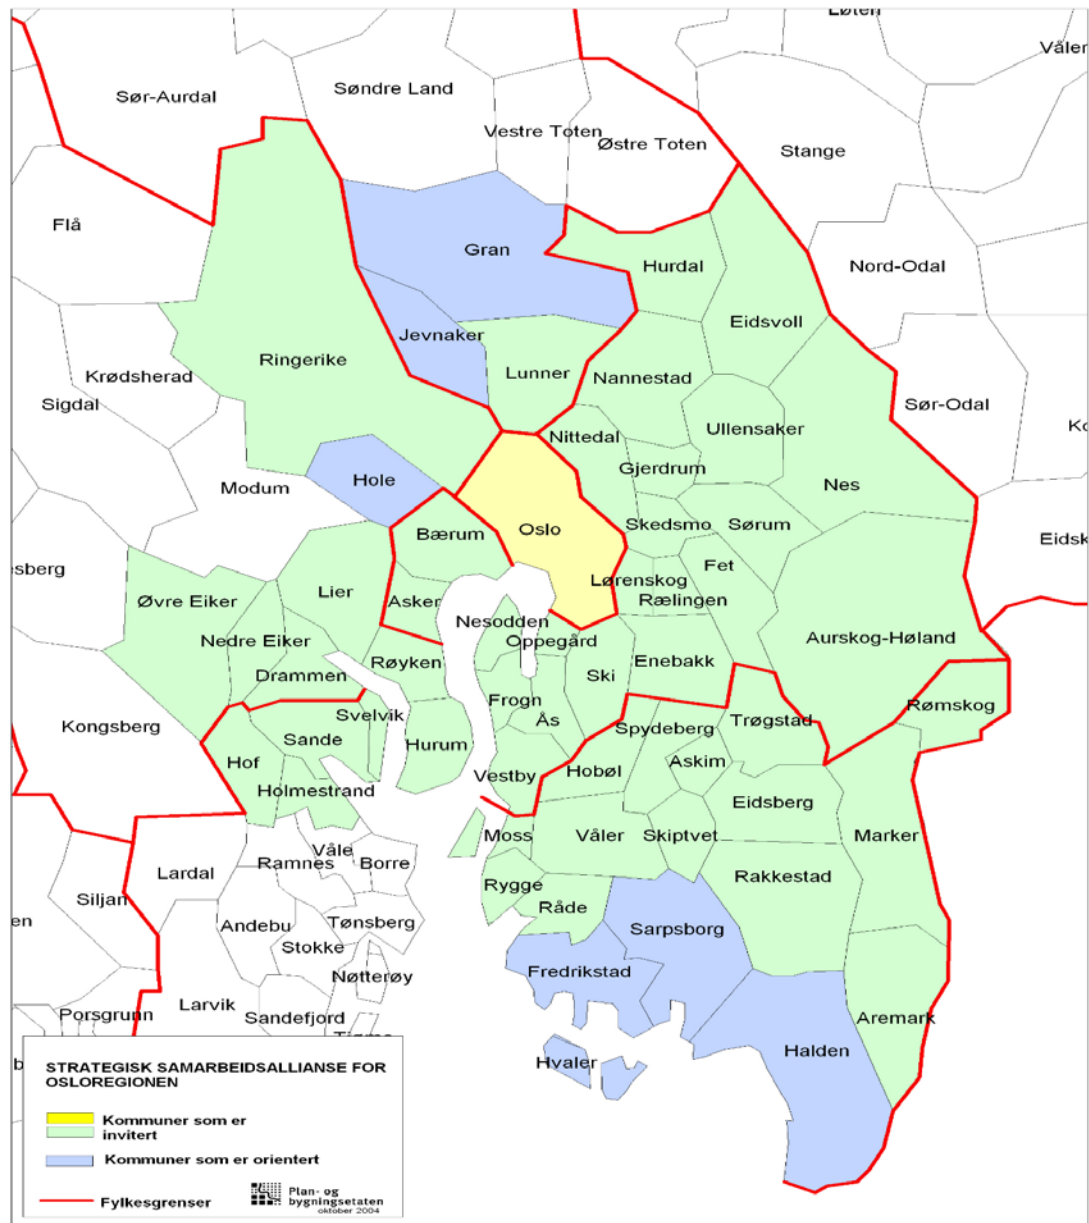 Løten
Våler
Sør-Aurdal
Søndre Land
Vestre Toten
Østre Toten
Stange
Flå
Gran
Hurdal
Nord-Odal
Eidsvoll
Jevnaker
Ringerike
Krødsherad
Lunner
Nannestad
Sigdal
Sør-Odal
Ko
Nittedal
Ullensaker
Gjerdrum
Modum
Hole
Nes
Oslo
Skedsmo
Sørum
Bærum
Eidsk
esberg
Lørenskog
Fet
Øvre Eiker
Lier
Asker
Rælingen
Nesodden
Nedre Eiker
Oppegård
Aurskog-Høland
Drammen
Røyken
Ski
Enebakk
Frogn
Rømskog
Kongsberg
Svelvik
Ås
Spydeberg
Trøgstad
Sande
Hurum
Hof
Vestby
Hobøl
Askim
Holmestrand
Eidsberg
Moss
Våler
Skiptvet
Marker
Våle
Ramnes
Borre
Lardal
Rygge
Rakkestad
Siljan
Råde
en
Andebu
Tønsberg
Sarpsborg
Stokke
Fredrikstad
Nøtterøy
Larvik
Porsgrunn
Sandefjord
Aremark
Tjøme
Halden
Hvaler
b
STRATEGISK SAMARBEIDSALLIANSE FOR
OSLOREGIONEN
Kommuner som er
invitert
Kommuner som er orientert
Fylkesgrenser
Plan- og
bygningsetaten
oktober 2004